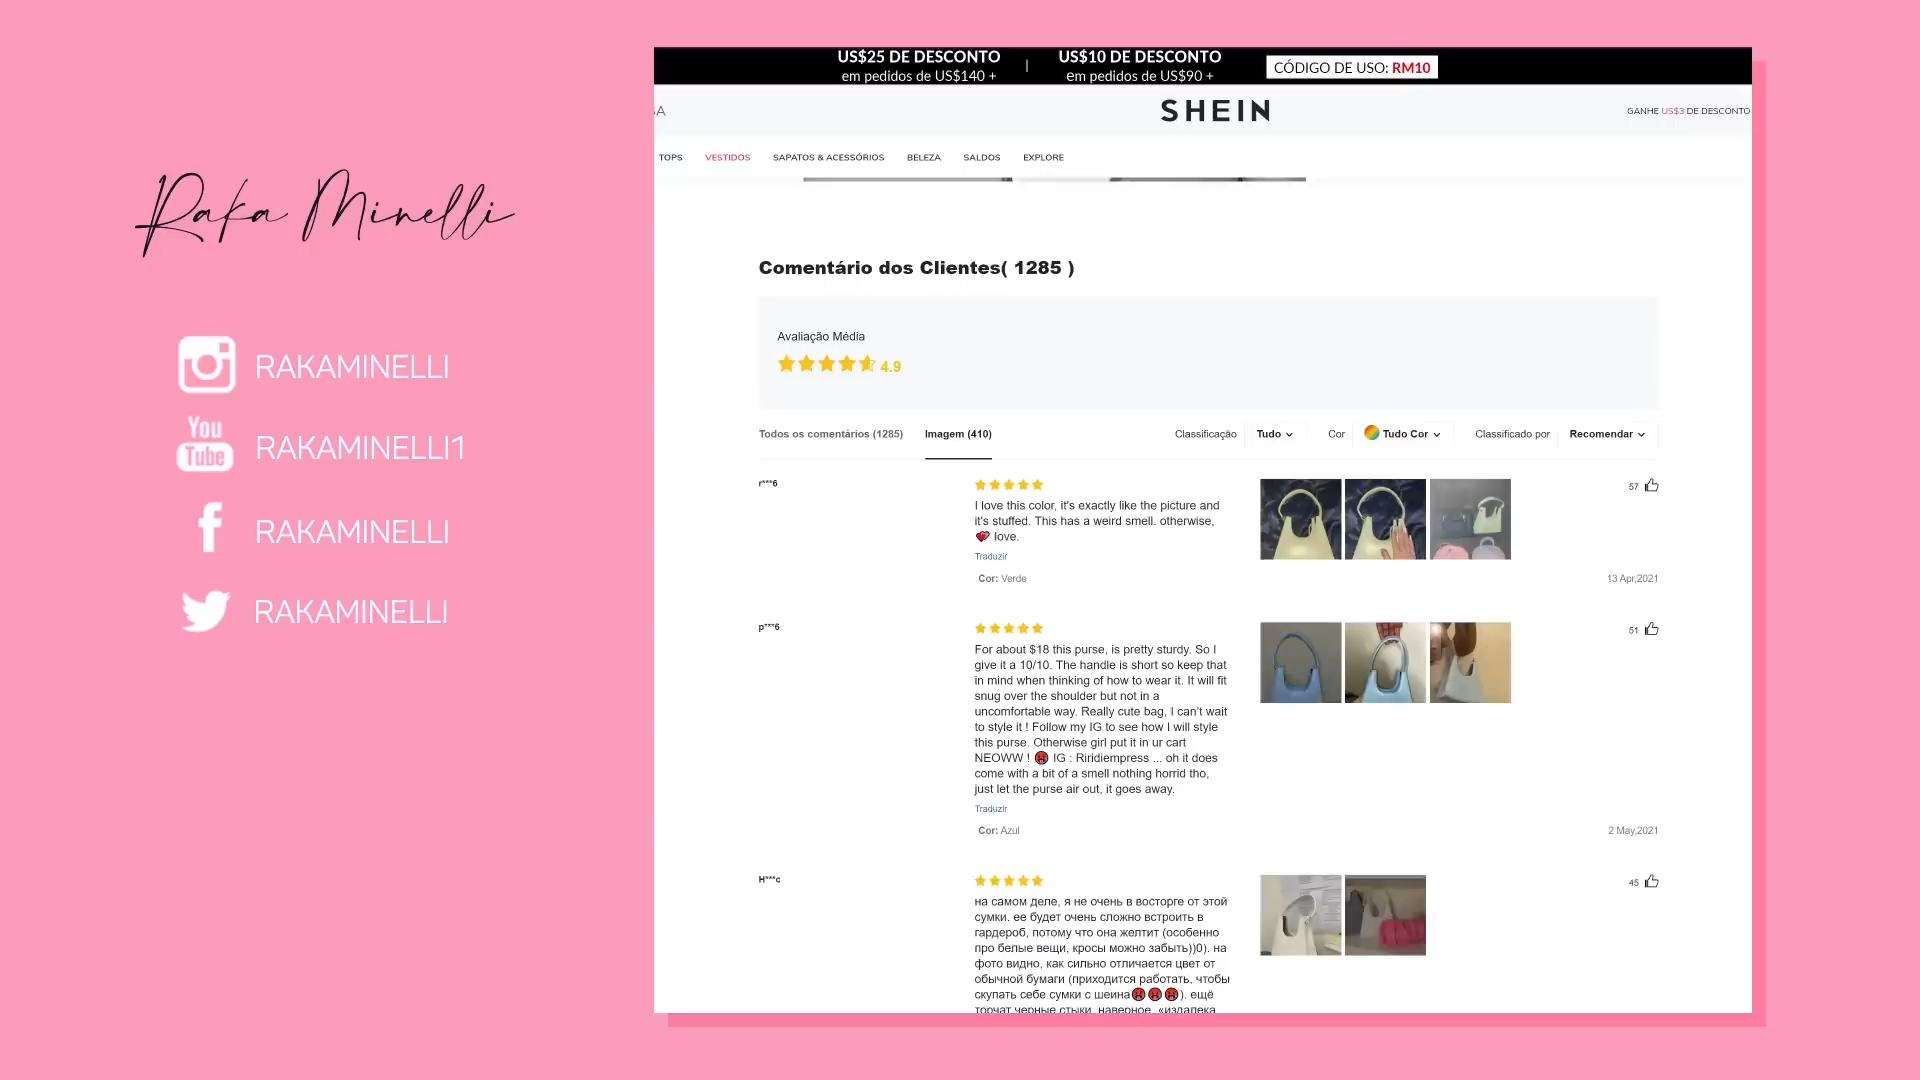 Raka Minelli
RAKAMINELLI
RAKAMINELLI1
RAKAMINELLI
RAKAMINELLI
You
Tube
US$25 DE DESCONTO
em pedidos de US$140 +
|
US$10 DE DESCONTO
em pedidos de US$90 +
CÓDIGO DE USO: RM10
SHEIN
GANHE US$3 DE DESCONTO
TOPS VESTIDOS SAPATOS & ACESSÓRIOS BELEZA SALDOS EXPLORE
Comentário dos Clientes( 1285 )
Avaliação Média
4.9
Todos os comentários (1285) Imagem (410) Classificação Tudo Cor Tudo Cor Classificado por Recomendar
r***6
I love this color, it's exactly like the picture and
it's stuffed. This has a weird smell. otherwise,
💘 love.
Traduzir
Cor: Verde
57
13 Apr,2021
p***6
For about $18 this purse, is pretty sturdy. So I
give it a 10/10. The handle is short so keep that
in mind when thinking of how to wear it. It will fit
snug over the shoulder but not in a
uncomfortable way. Really cute bag, I can’t wait
to style it ! Follow my IG to see how I will style
this purse. Otherwise girl put it in ur cart
NEOWW ! 😡 IG : Riridiempress ... oh it does
come with a bit of a smell nothing horrid tho,
just let the purse air out, it goes away.
Traduzir
Cor: Azul
51
2 May,2021
H***c
на самом деле, я не очень в восторге от этой
сумки. ее будет очень сложно встроить в
гардероб, потому что она желтит (особенно
про белые вещи, кросы можно забыть))0). на
фото видно, как сильно отличается цвет от
обычной бумаги (приходится работать, чтобы
скупать себе сумки с шеина😡😡😡). ещё
торчат черные стыки, наверное, «издалека
45